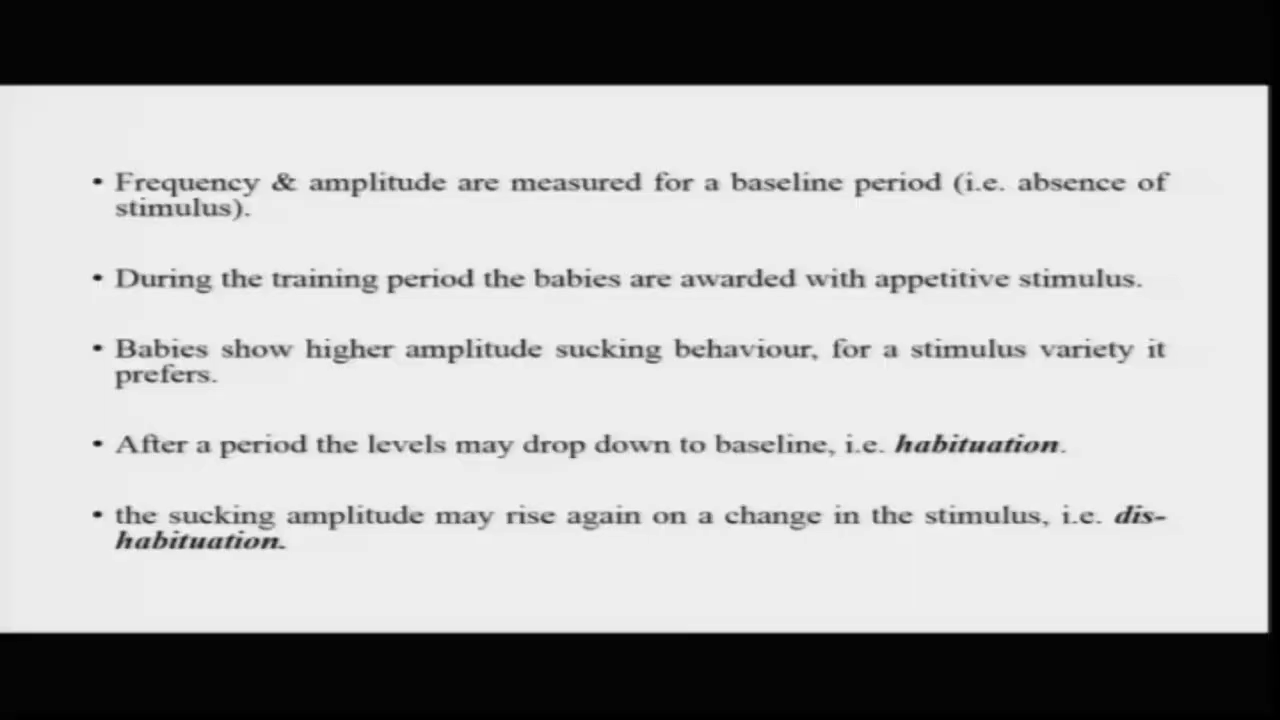 • Frequency & amplitude are measured for a baseline period (i.e. absence of
stimulus).
• During the training period the babies are awarded with appetitive stimulus.
• Babies show higher amplitude sucking behaviour, for a stimulus variety it
prefers.
• After a period the levels may drop down to baseline, i.e. habituation.
• the sucking amplitude may rise again on a change in the stimulus, i.e. dis-
habituation.